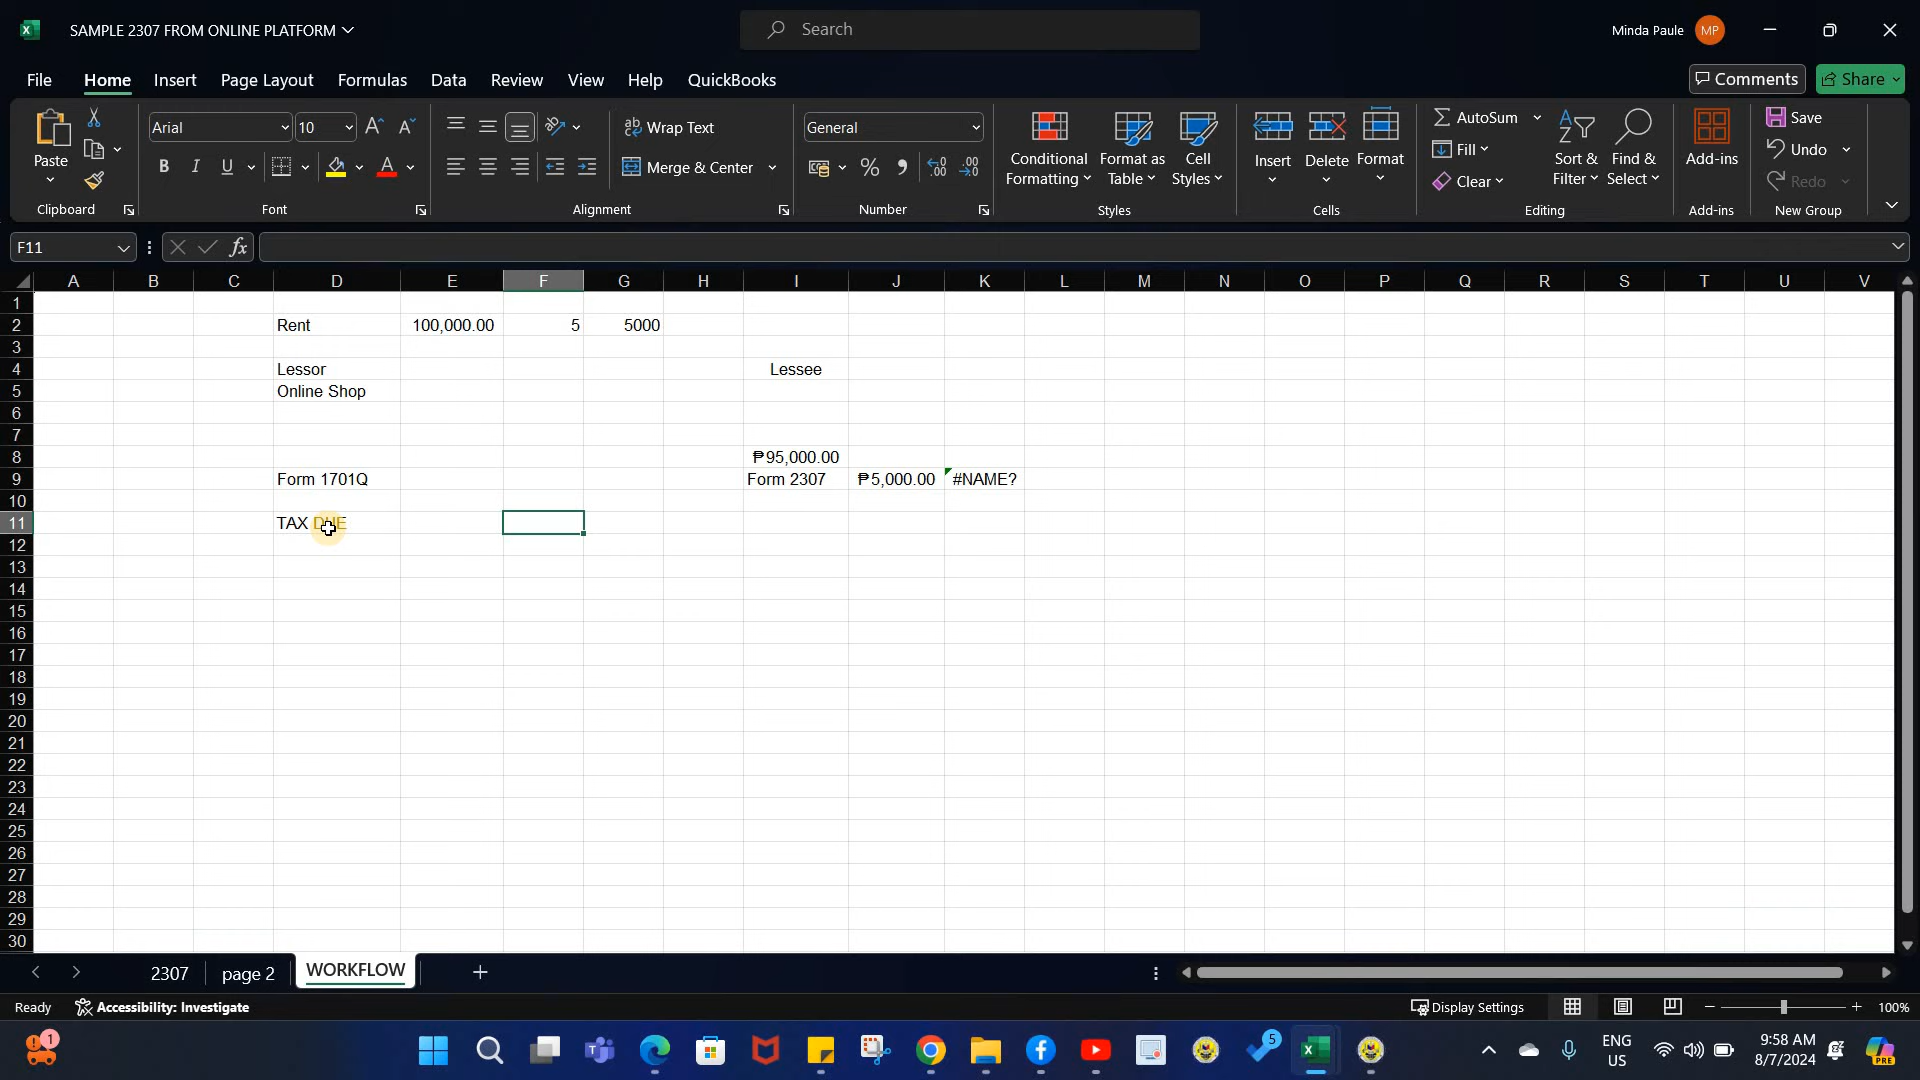 SAMPLE 2307 FROM ONLINE PLATFORM
Search
Minda Paule
MP
File Home Insert Page Layout Formulas Data Review View Help QuickBooks
Comments
Share
Paste
Clipboard
Arial
10
B I U
Font
Wrap Text
Merge & Center
Alignment
General
Number
Conditional Formatting
Format as Table
Cell Styles
Styles
Insert
Delete
Format
Cells
AutoSum
Fill
Clear
Sort & Filter
Find & Select
Editing
Add-ins
Add-ins
Save
Undo
Redo
New Group
F11
fx
A B C D E F G H I J K L M N O P Q R S T U V
1
2 Rent 100,000.00 5 5000
3
4 Lessor Lessee
5 Online Shop
6
7
8 ₱95,000.00
9 Form 1701Q Form 2307 ₱5,000.00 #NAME?
10
11 TAX DUE
12
13
14
15
16
17
18
19
20
21
22
23
24
25
26
27
28
29
30
2307 page 2 WORKFLOW
Ready
Accessibility: Investigate
Display Settings
100%
1
5
ENG
US
9:58 AM
8/7/2024
PRE